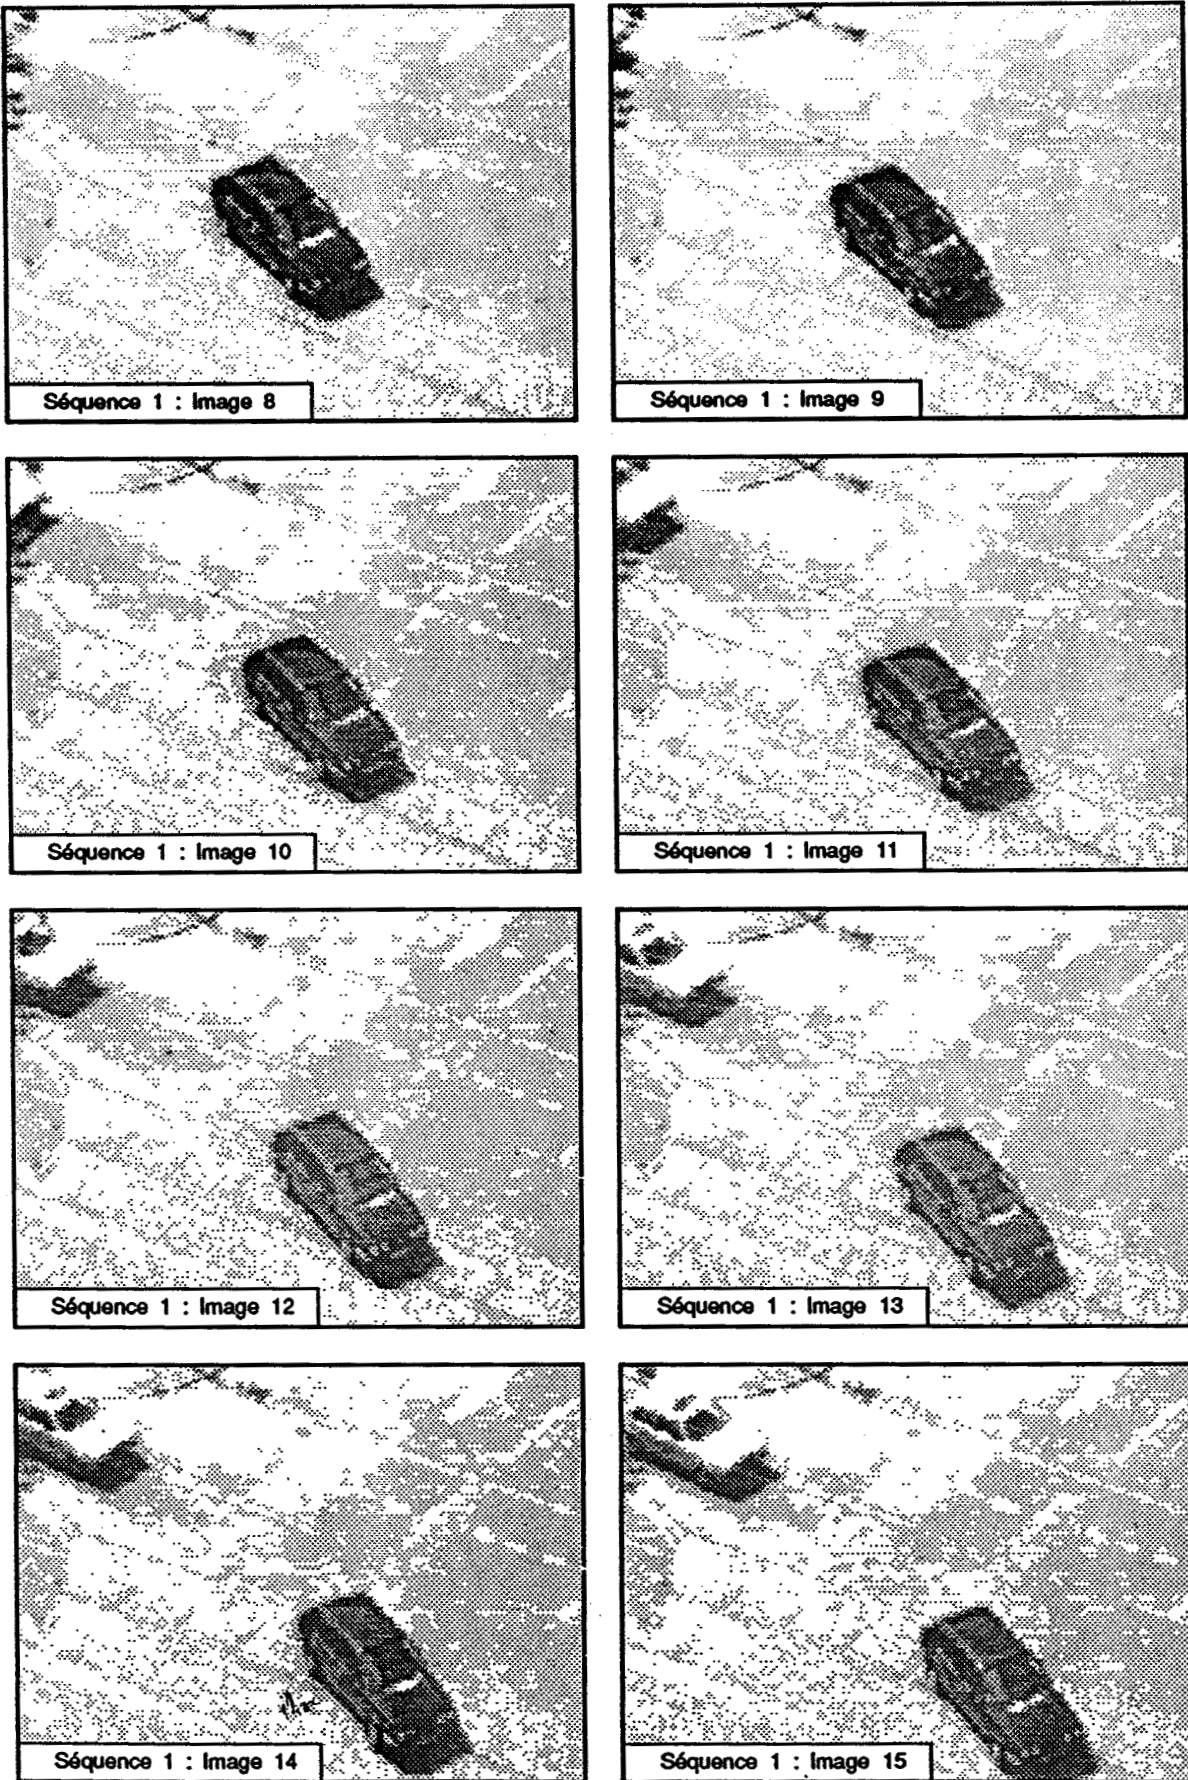 Séquence 1 : Image 8
Séquence 1 : Image 9
Séquence 1 : Image 10
Séquence 1 : Image 11
Séquence 1 : Image 12
Séquence 1 : Image 13
Séquence 1 : Image 14
Séquence 1 : Image 15